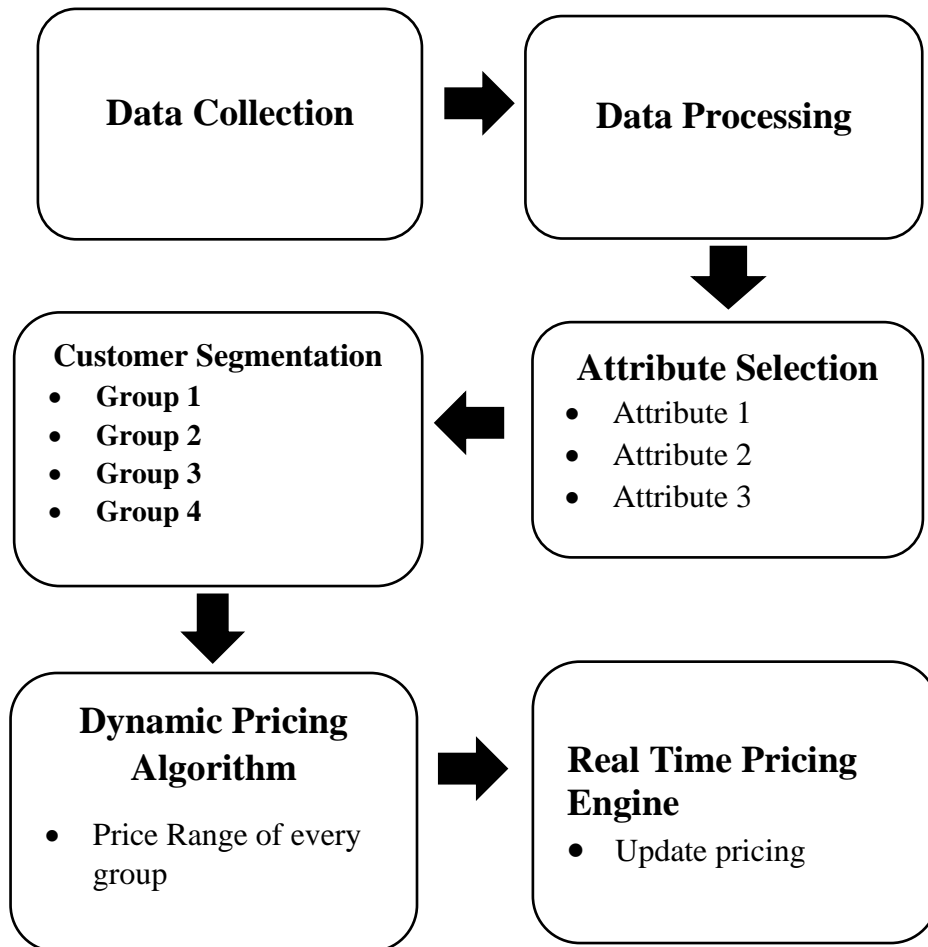 Data Collection
Data Processing
Attribute Selection
• Attribute 1
• Attribute 2
• Attribute 3
Customer Segmentation
• Group 1
• Group 2
• Group 3
• Group 4
Dynamic Pricing
Algorithm
• Price Range of every
group
Real Time Pricing
Engine
• Update pricing